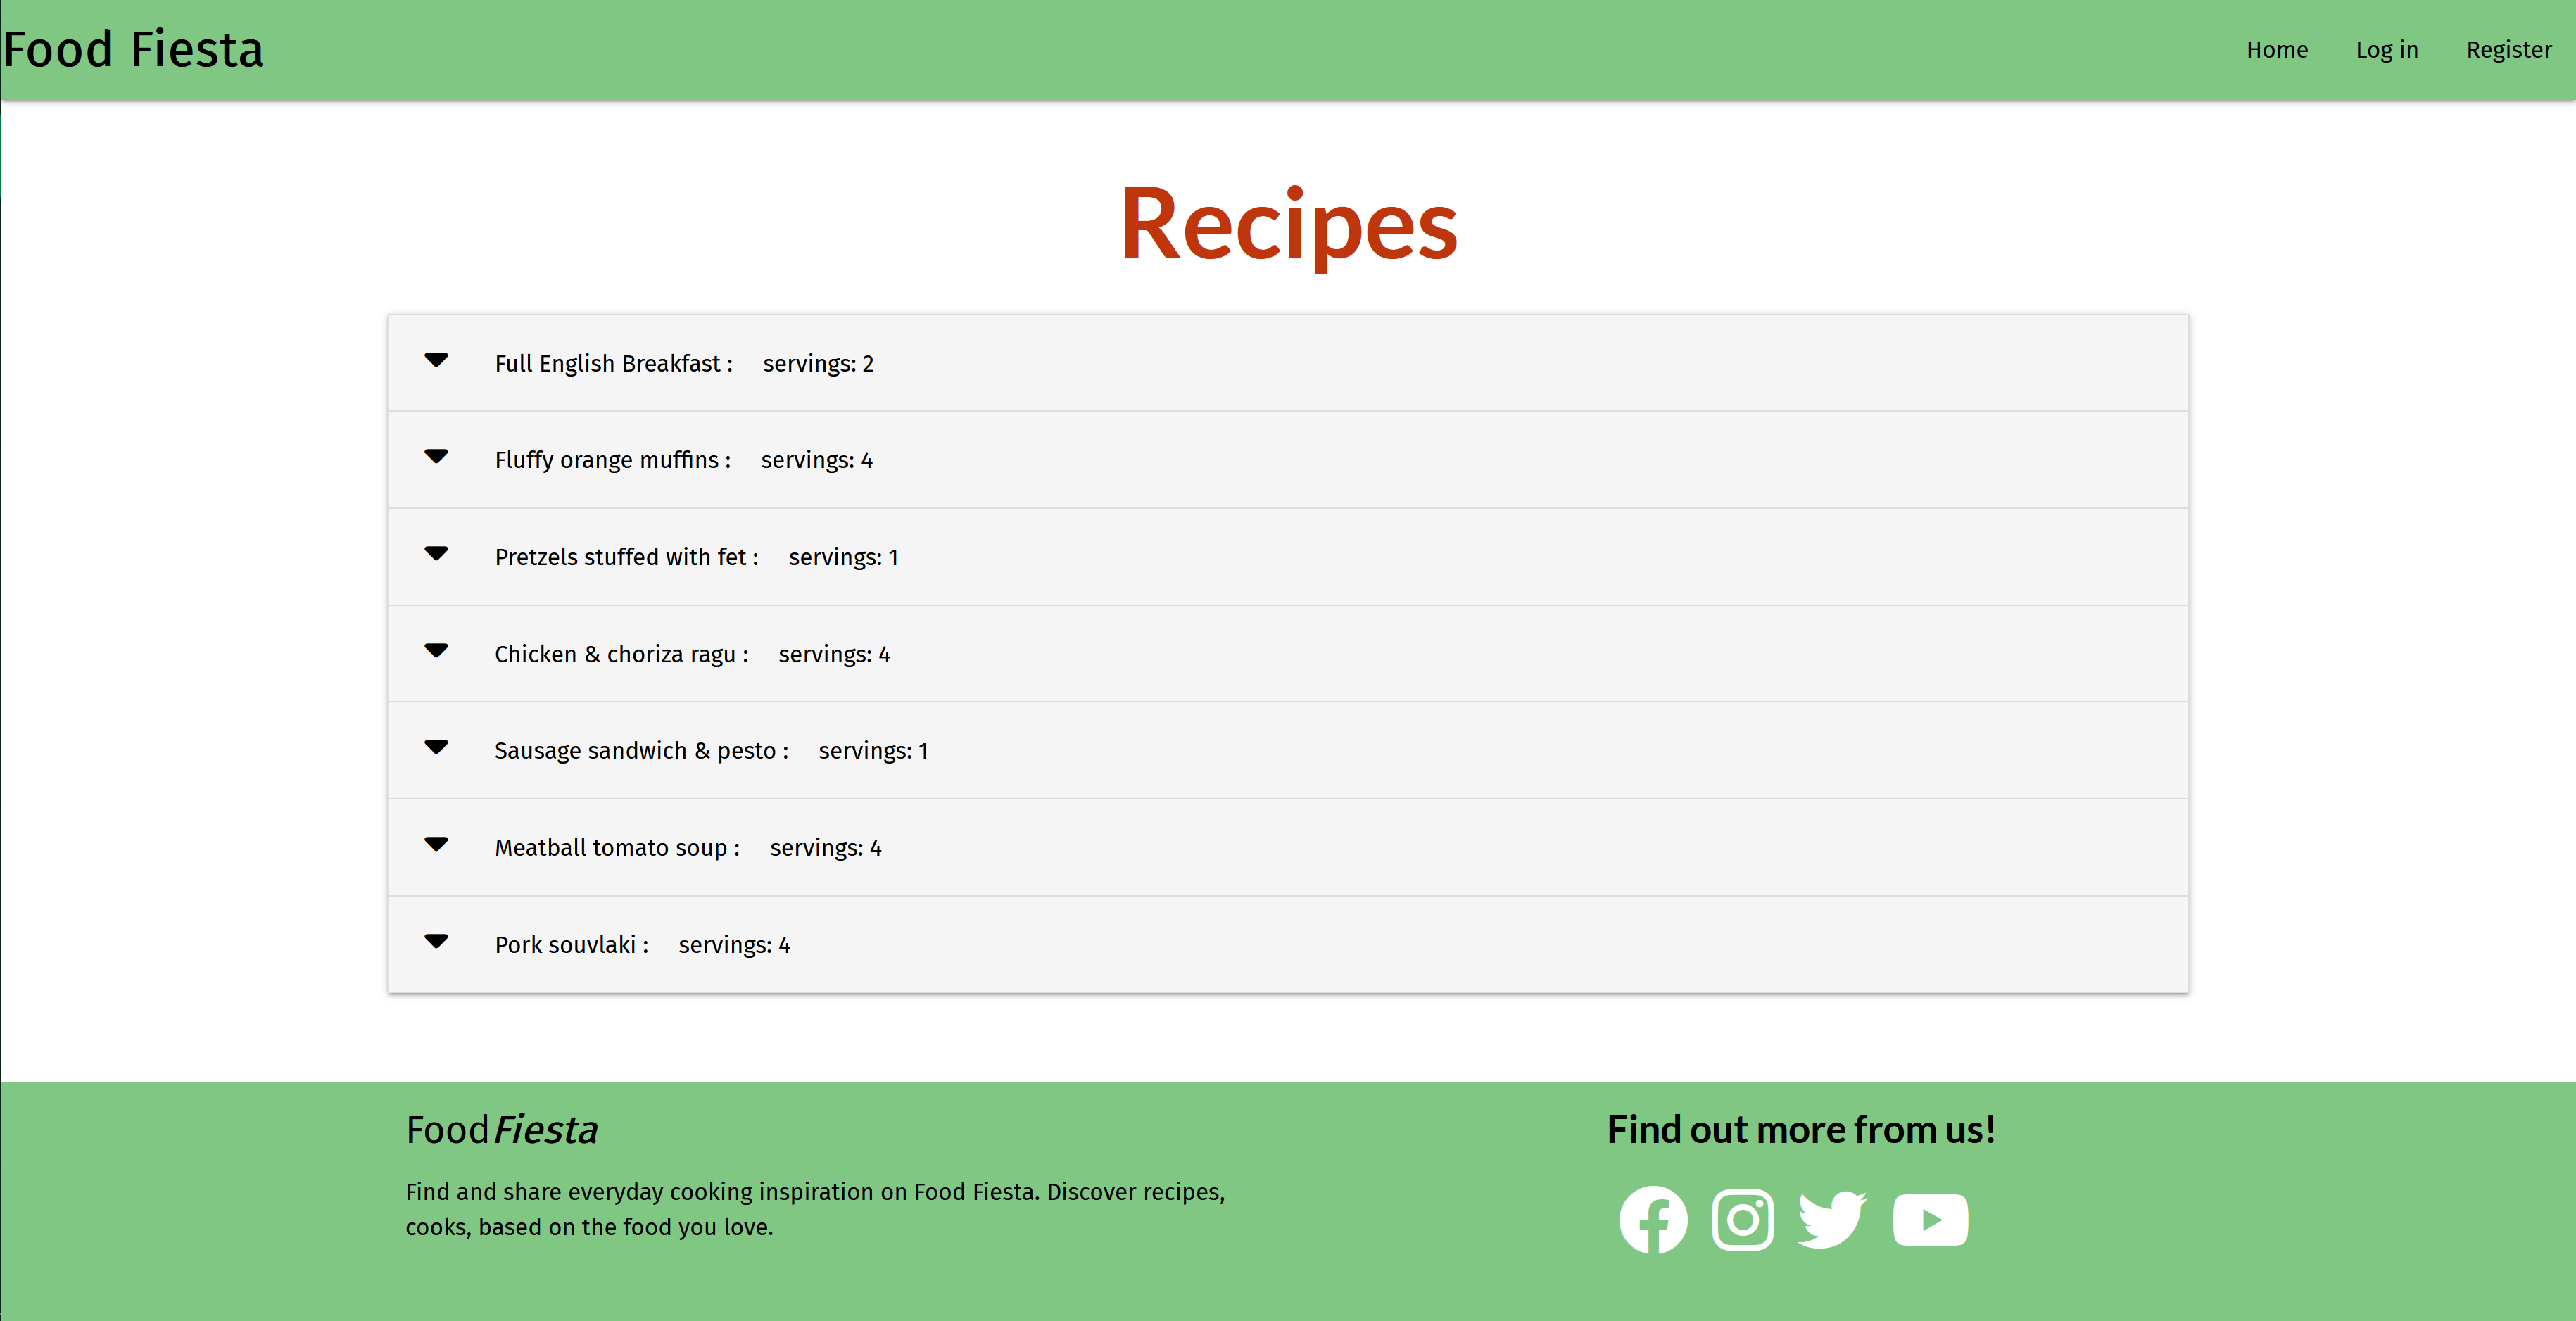 Food Fiesta
Home Log in Register
Recipes
Full English Breakfast : servings: 2
Fluffy orange muffins : servings: 4
Pretzels stuffed with fet : servings: 1
Chicken & choriza ragu : servings: 4
Sausage sandwich & pesto : servings: 1
Meatball tomato soup : servings: 4
Pork souvlaki : servings: 4
FoodFiesta
Find and share everyday cooking inspiration on Food Fiesta. Discover recipes,
cooks, based on the food you love.
Find out more from us!